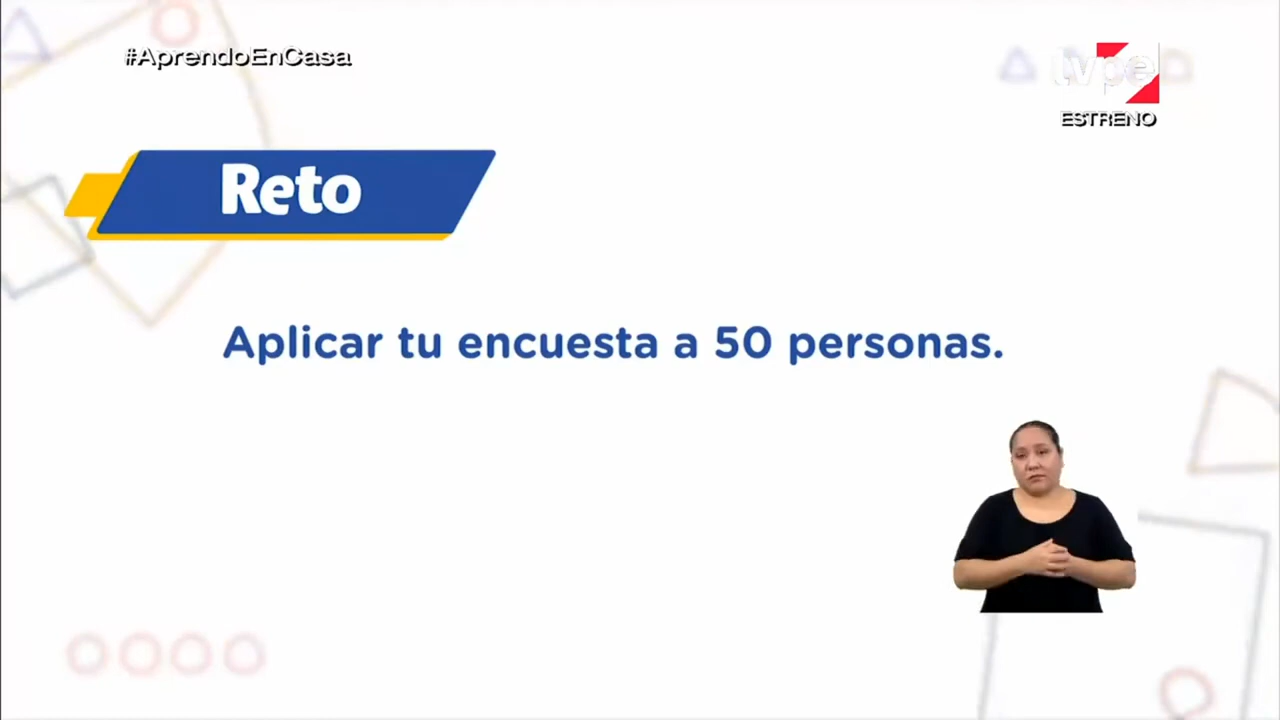 #AprendoEnCasa
tvpe
ESTRENO
Reto
Aplicar tu encuesta a 50 personas.